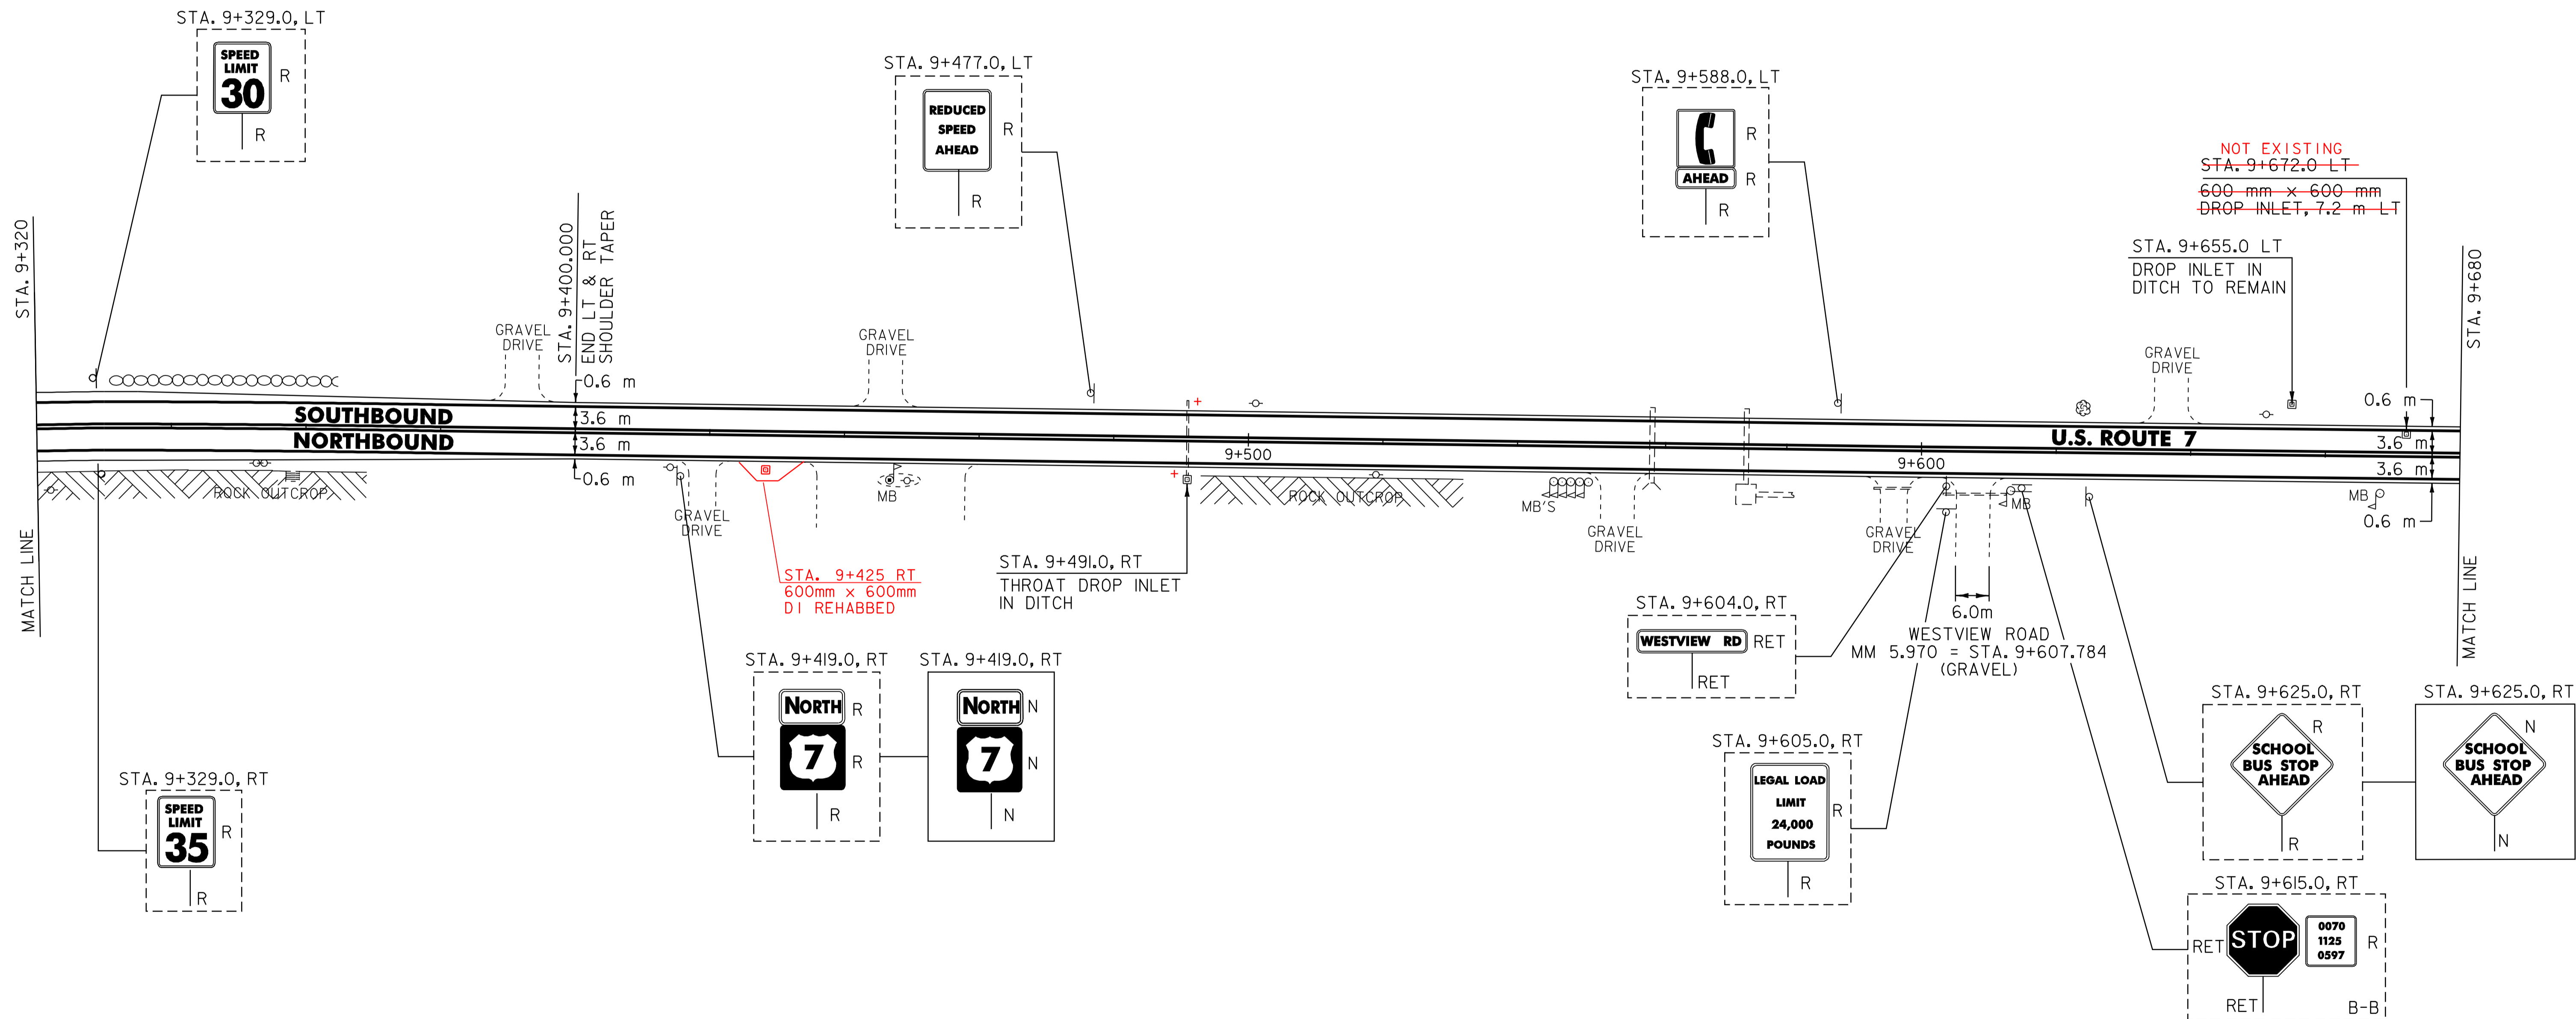 STA. 9+329.0, LT
SPEED
LIMIT
30
R
R
STA. 9+477.0, LT
REDUCED
SPEED
AHEAD
R
R
STA. 9+588.0, LT
R
AHEAD
R
R
NOT EXISTING
STA. 9+672.0 LT
600 mm x 600 mm
DROP INLET, 7.2 m LT
STA. 9+655.0 LT
DROP INLET IN
DITCH TO REMAIN
STA. 9+320
STA. 9+400.000
END LT & RT
SHOULDER TAPER
STA. 9+680
GRAVEL
DRIVE
GRAVEL
DRIVE
GRAVEL
DRIVE
0.6 m
3.6 m
3.6 m
0.6 m
SOUTHBOUND
NORTHBOUND
9+500
9+600
U.S. ROUTE 7
0.6 m
3.6 m
3.6 m
0.6 m
ROCK OUTCROP
GRAVEL
DRIVE
MB
ROCK OUTCROP
MB'S
GRAVEL
DRIVE
GRAVEL
DRIVE
MB
MB
MATCH LINE
MATCH LINE
STA. 9+425 RT
600mm x 600mm
DI REHABBED
STA. 9+491.0, RT
THROAT DROP INLET
IN DITCH
6.0m
WESTVIEW ROAD
MM 5.970 = STA. 9+607.784
(GRAVEL)
STA. 9+604.0, RT
WESTVIEW RD
RET
RET
STA. 9+419.0, RT
NORTH
R
7
R
R
STA. 9+419.0, RT
NORTH
N
7
N
N
STA. 9+329.0, RT
SPEED
LIMIT
35
R
R
STA. 9+605.0, RT
LEGAL LOAD
LIMIT
24,000
POUNDS
R
R
STA. 9+625.0, RT
R
SCHOOL
BUS STOP
AHEAD
R
STA. 9+625.0, RT
N
SCHOOL
BUS STOP
AHEAD
N
STA. 9+615.0, RT
RET
STOP
0070
1125
0597
R
RET
B-B